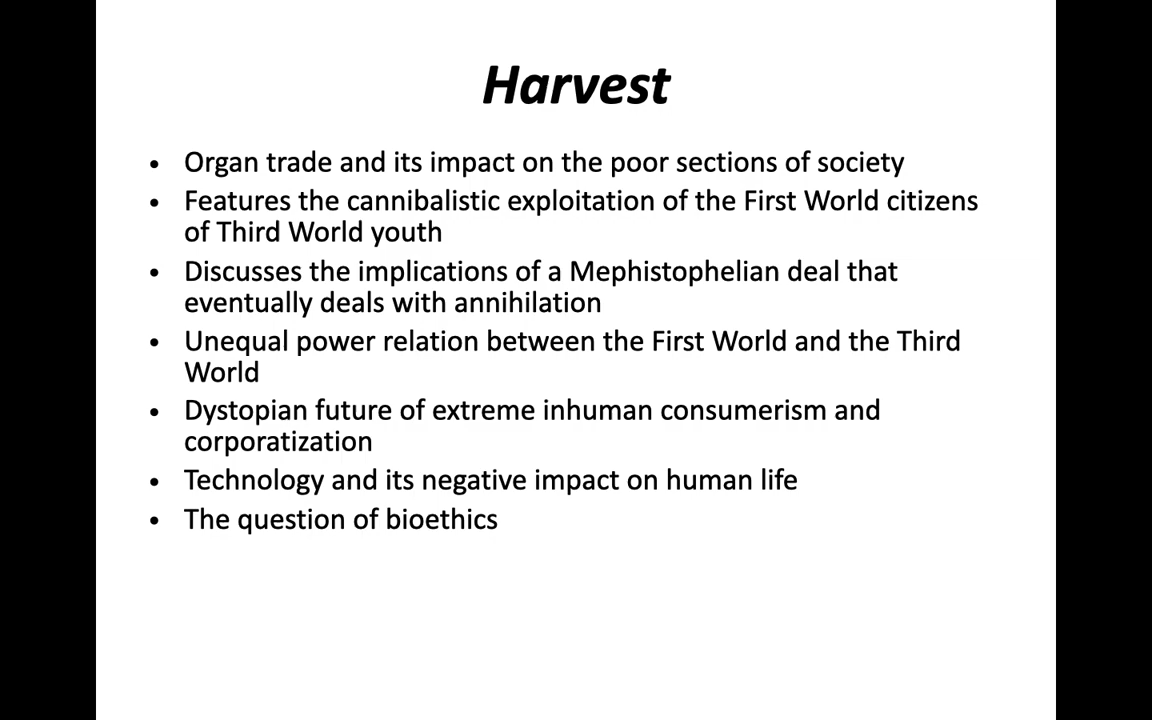 Harvest
• Organ trade and its impact on the poor sections of society
• Features the cannibalistic exploitation of the First World citizens
of Third World youth
• Discusses the implications of a Mephistophelian deal that
eventually deals with annihilation
• Unequal power relation between the First World and the Third
World
• Dystopian future of extreme inhuman consumerism and
corporatization
• Technology and its negative impact on human life
• The question of bioethics